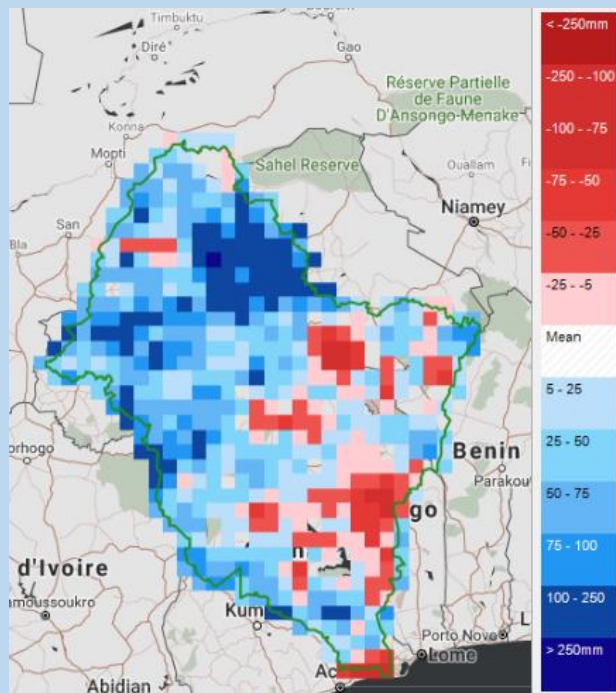 Timbuktu
Diré
Gao
Réserve Partielle
de Faune
D'Ansongo-Menake
Konna
Mopti
Sahel Reserve
Ouallam
San
Niamey
Bla
orhogo
Benin
Parakou
go
n
d'Ivoire
amoussoukro
Kum
Porto Novo
L
Ac
Lome
Abidjan
< -250mm
-250 - -100
-100 - -75
-75 - -50
-50 - -25
-25 - -5
Mean
5 - 25
25 - 50
50 - 75
75 - 100
100 - 250
> 250mm